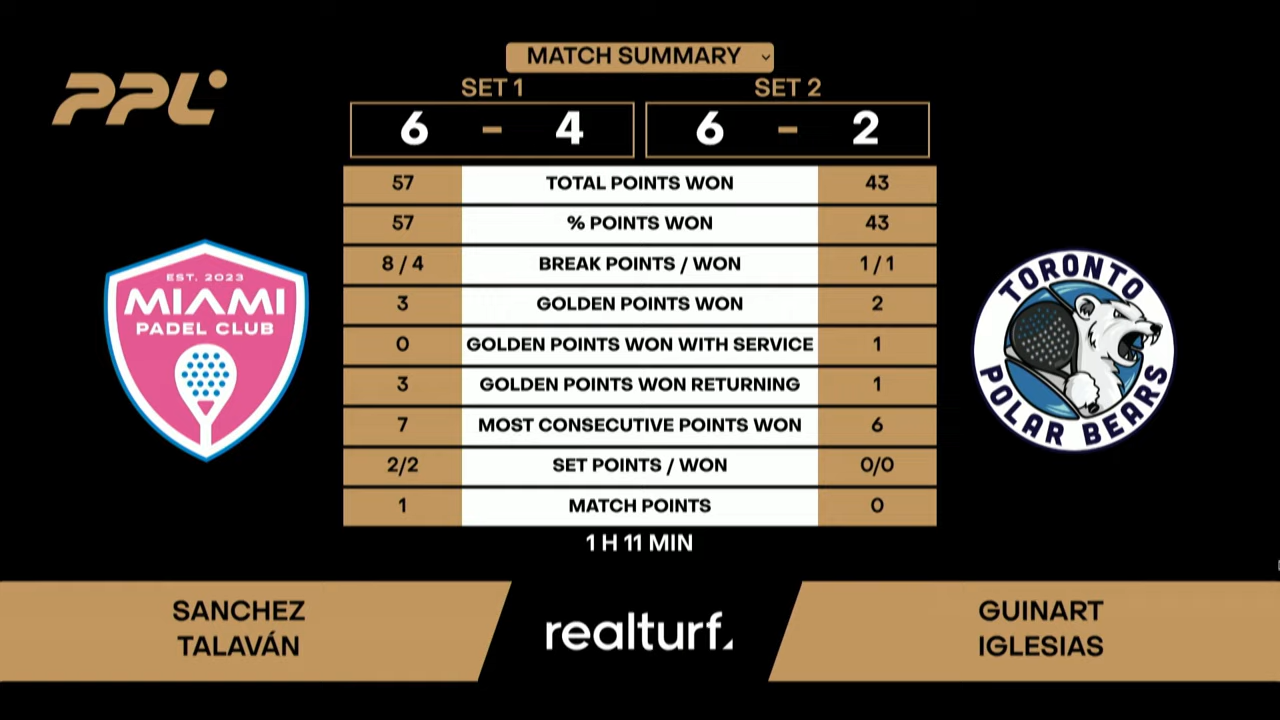 MATCH SUMMARY
PPL
SET 1 SET 2
6 - 4 6 - 2
57 TOTAL POINTS WON 43
57 % POINTS WON 43
8 / 4 BREAK POINTS / WON 1 / 1
3 GOLDEN POINTS WON 2
0 GOLDEN POINTS WON WITH SERVICE 1
3 GOLDEN POINTS WON RETURNING 1
7 MOST CONSECUTIVE POINTS WON 6
2/2 SET POINTS / WON 0/0
1 MATCH POINTS 0
1 H 11 MIN
EST. 2023
MIAMI
PADEL CLUB
TORONTO
POLAR BEARS
SANCHEZ
TALAVÁN
realturf
GUINART
IGLESIAS